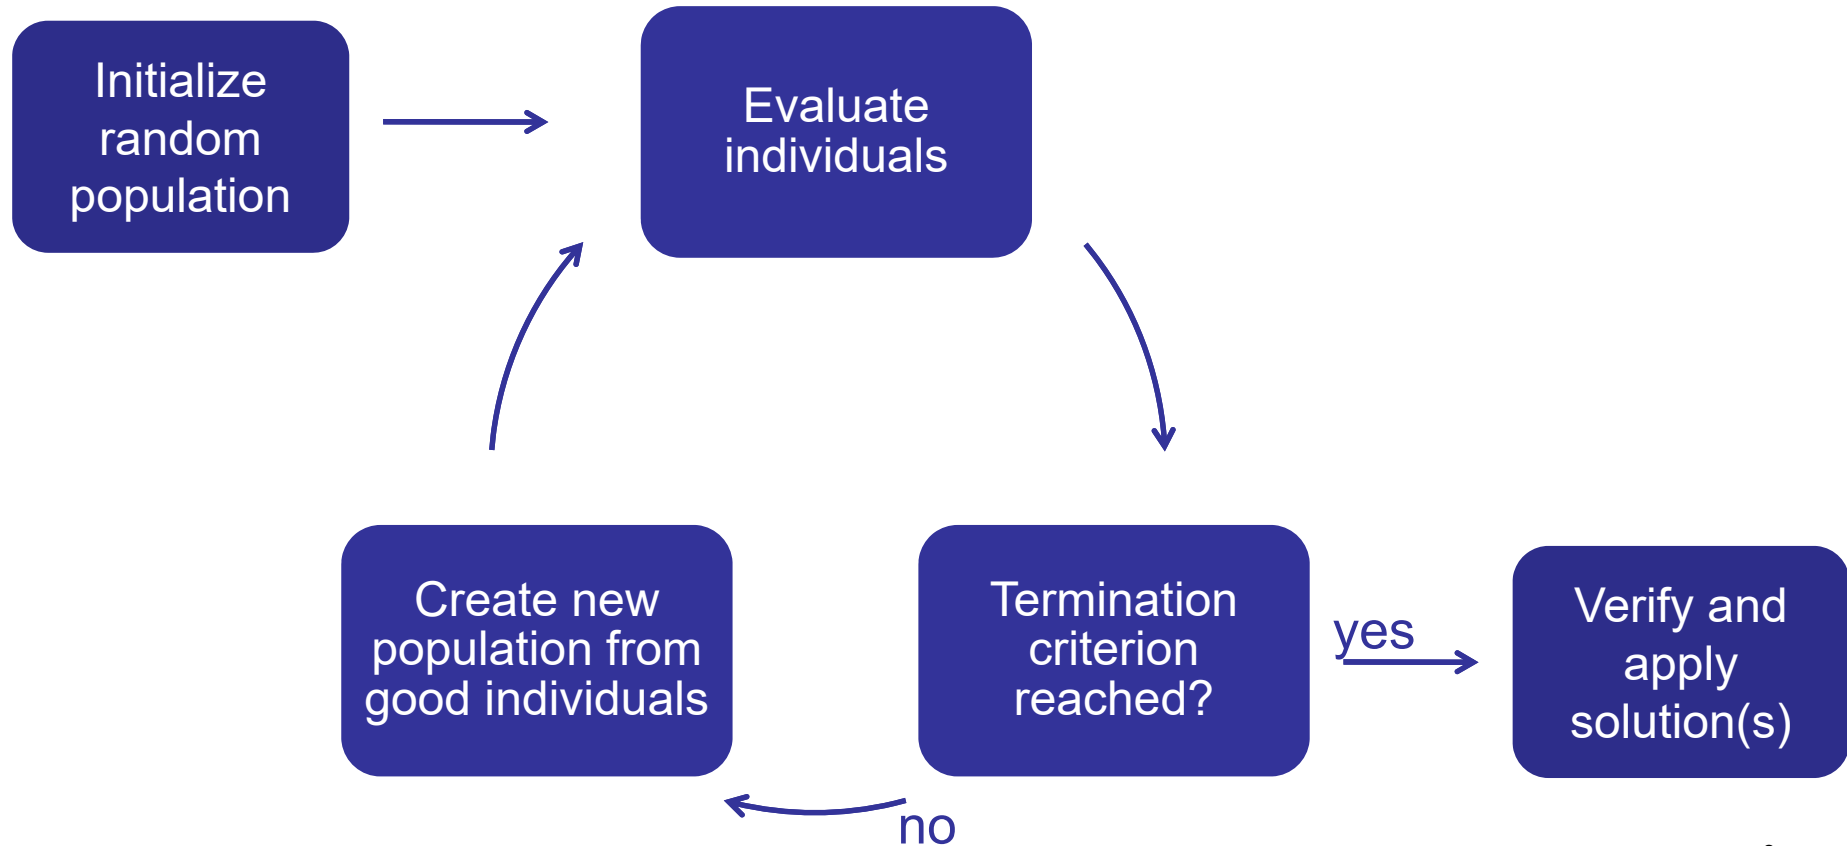 Initialize
random
population
Evaluate
individuals
Create new
population from
good individuals
Termination
criterion
reached?
yes
Verify and
apply
solution(s)
no